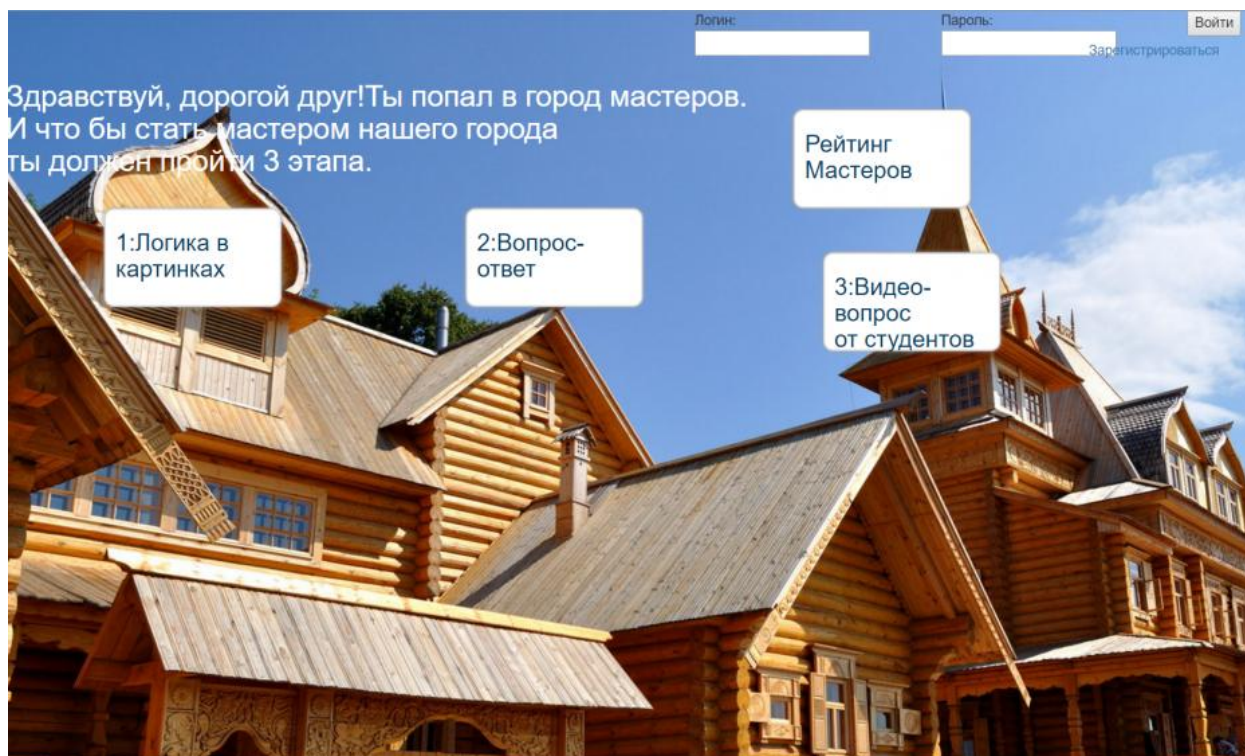 Логин:
Пароль:
Войти
Зарегистрироваться
Здравствуй, дорогой друг!Ты попал в город мастеров.
И что бы стать мастером нашего города
ты должен пройти 3 этапа.
Рейтинг
Мастеров
1:Логика в
картинках
2:Вопрос-
ответ
3:Видео-
вопрос
от студентов